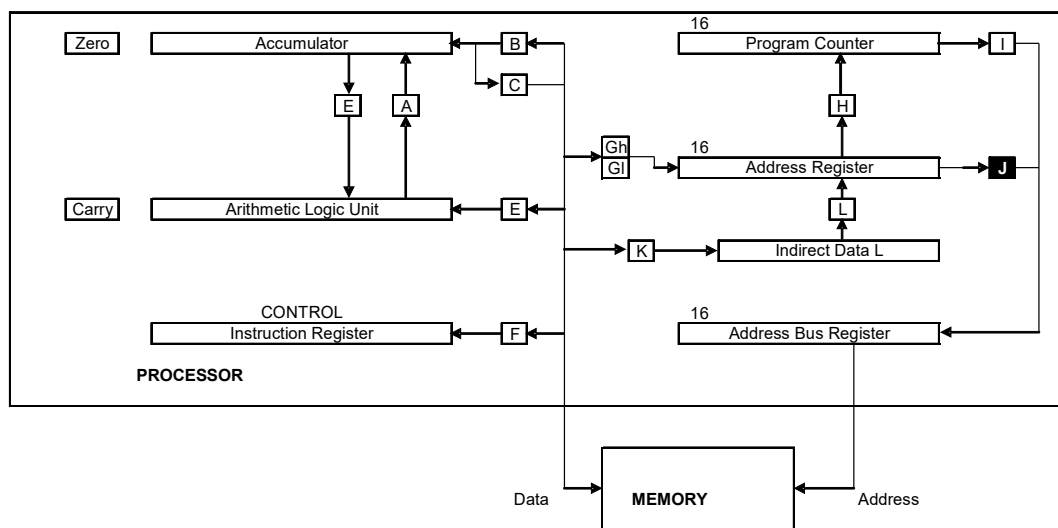 16 16
Zero Accumulator B Program Counter I
C
E A H
16
Gh
Gl Address Register J
Carry Arithmetic Logic Unit E L
K Indirect Data L
CONTROL 16
Instruction Register F Address Bus Register
PROCESSOR
Data MEMORY Address